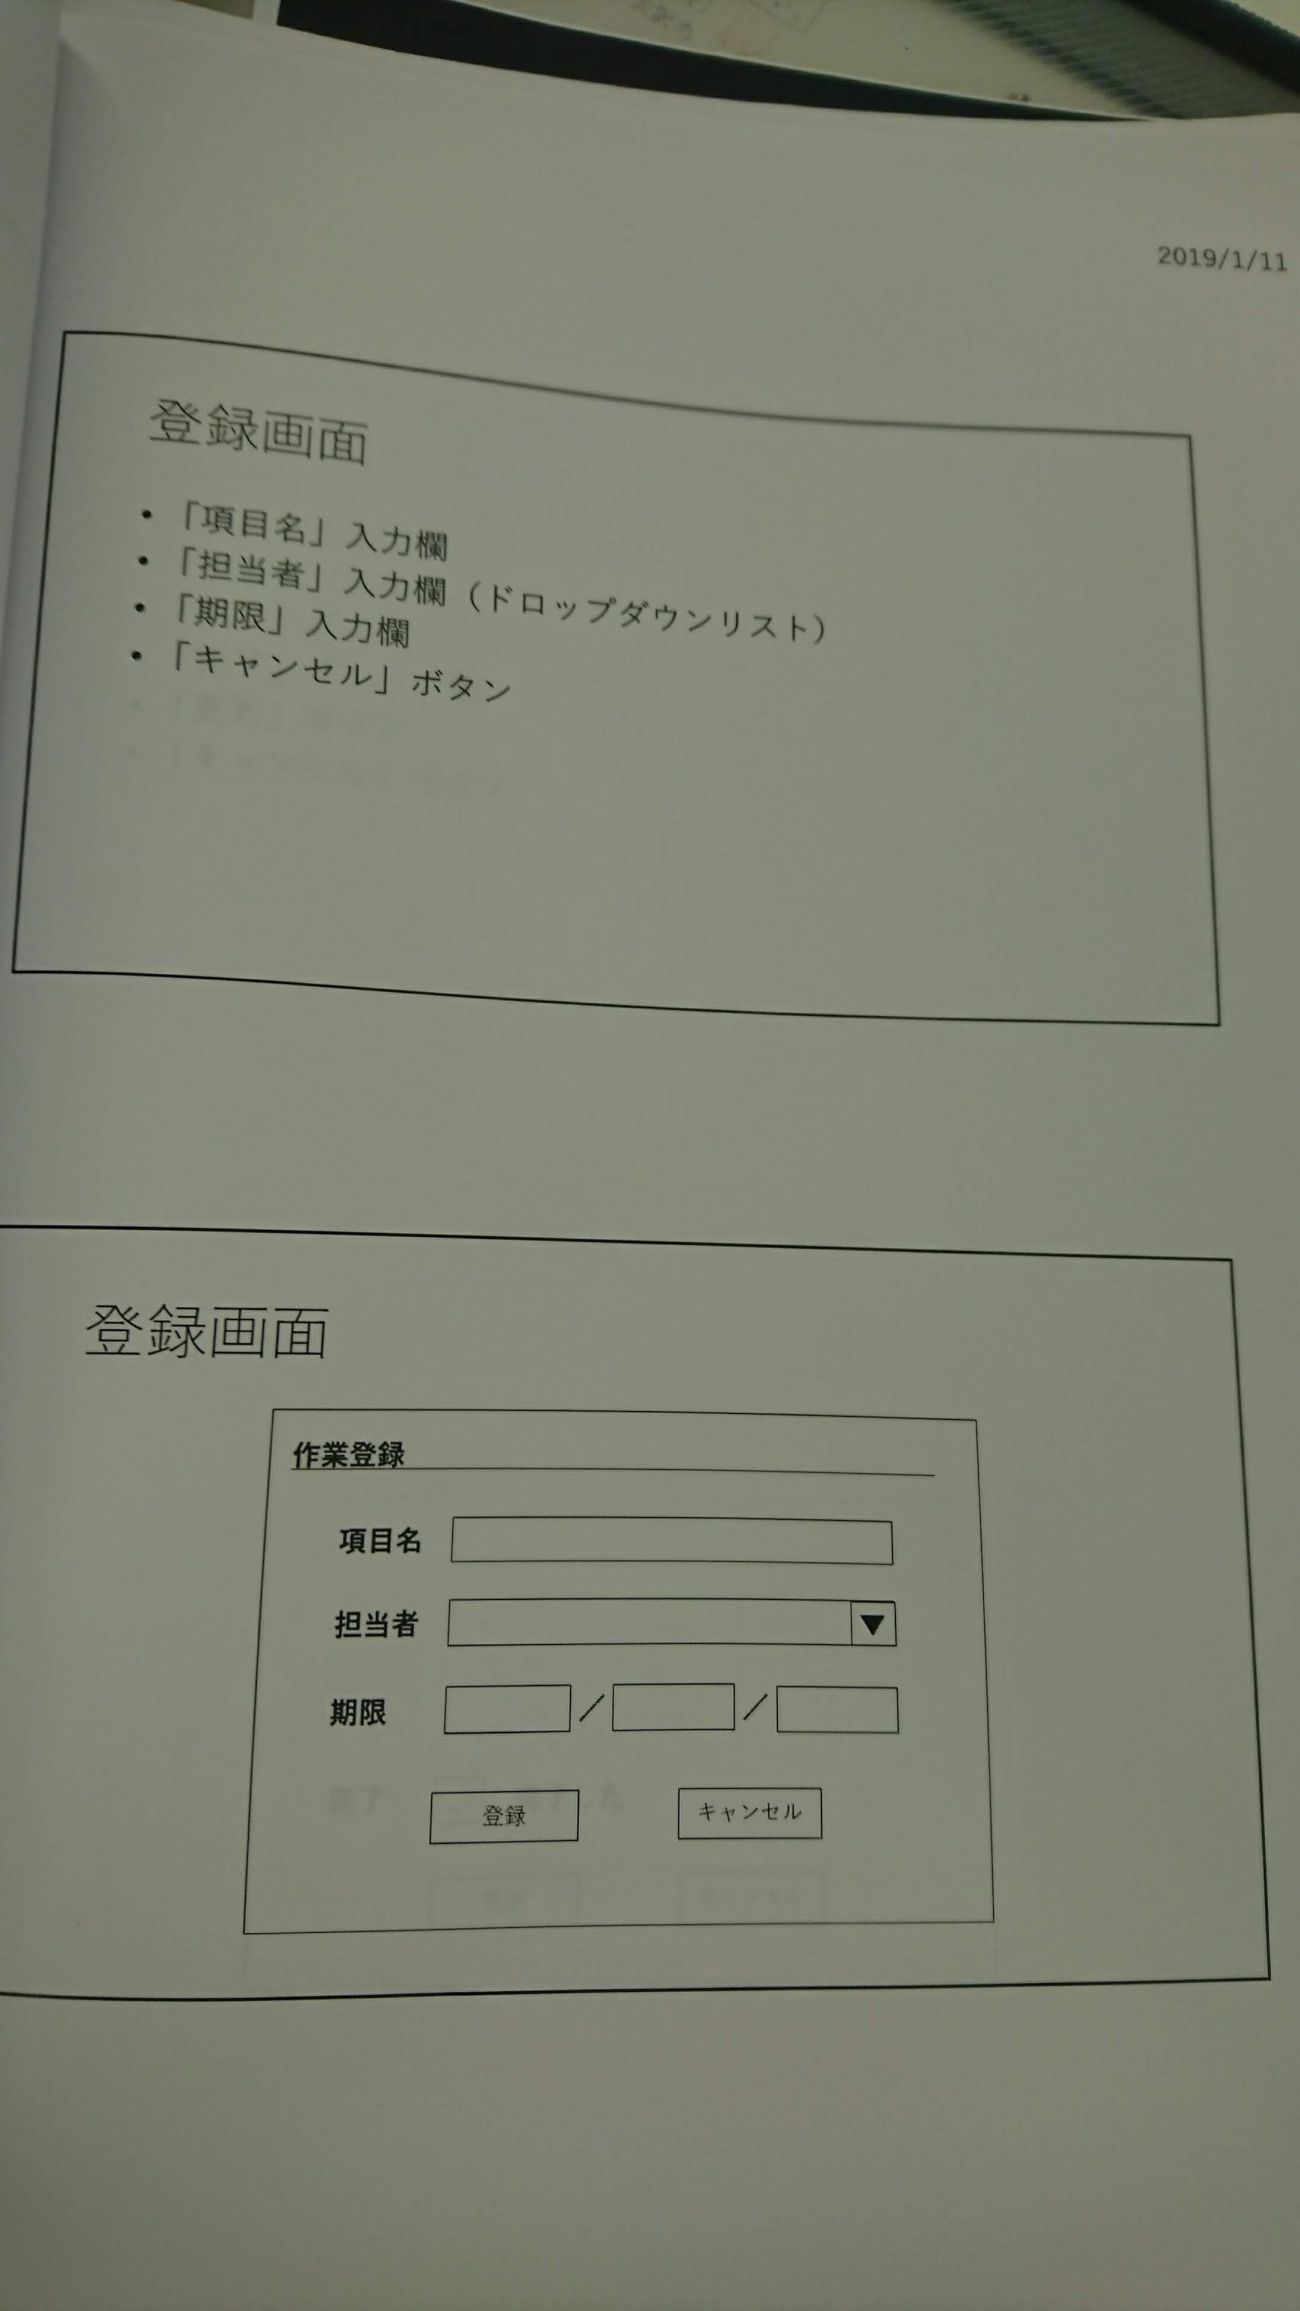 2019/1/11
登録画面
• 「項目名」入力欄
• 「担当者」入力欄（ドロップダウンリスト）
• 「期限」入力欄
• 「キャンセル」ボタン
登録画面
作業登録
項目名
担当者 ▼
期限 ／ ／
登録 キャンセル